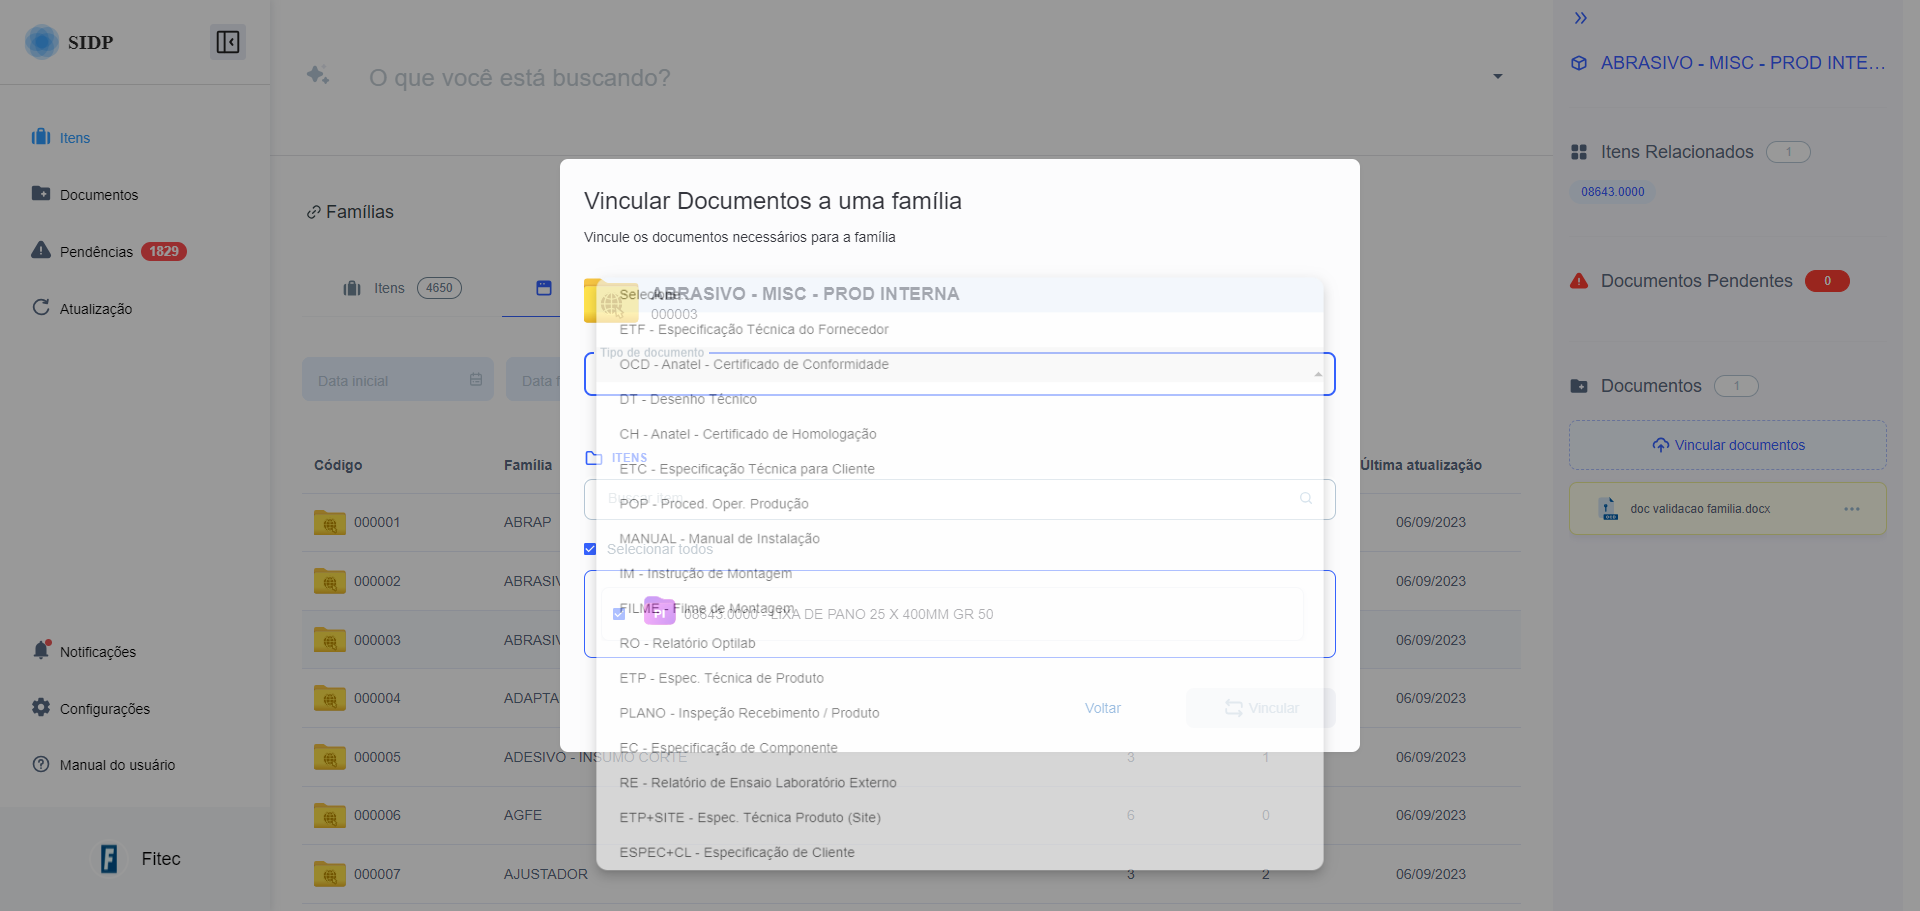 SIDP
Itens
Documentos
Pendências 1829
Atualização
Notificações
Configurações
Manual do usuário
Fitec
O que você está buscando?
Famílias
Itens 4650
Data inicial
Data f
Código Família Última atualização
000001 ABRAP 06/09/2023
000002 ABRASIV 06/09/2023
000003 ABRASIV 06/09/2023
000004 ADAPTA 06/09/2023
000005 ADESIVO - INSUMO CORTE 3 1 06/09/2023
000006 AGFE 6 0 06/09/2023
000007 AJUSTADOR 3 2 06/09/2023
Vincular Documentos a uma família
Vincule os documentos necessários para a família
ABRASIVO - MISC - PROD INTERNA
000003
Tipo de documento
ITENS
Buscar item
Selecionar todos
PI 08643.0000 - LIXA DE PANO 25 X 400MM GR 50
Voltar
Vincular
Selecione
ETF - Especificação Técnica do Fornecedor
OCD - Anatel - Certificado de Conformidade
DT - Desenho Técnico
CH - Anatel - Certificado de Homologação
ETC - Especificação Técnica para Cliente
POP - Proced. Oper. Produção
MANUAL - Manual de Instalação
IM - Instrução de Montagem
FILME - Filme de Montagem
RO - Relatório Optilab
ETP - Espec. Técnica de Produto
PLANO - Inspeção Recebimento / Produto
EC - Especificação de Componente
RE - Relatório de Ensaio Laboratório Externo
ETP+SITE - Espec. Técnica Produto (Site)
ESPEC+CL - Especificação de Cliente
ABRASIVO - MISC - PROD INTE...
Itens Relacionados 1
08643.0000
Documentos Pendentes 0
Documentos 1
Vincular documentos
doc validacao familia.docx